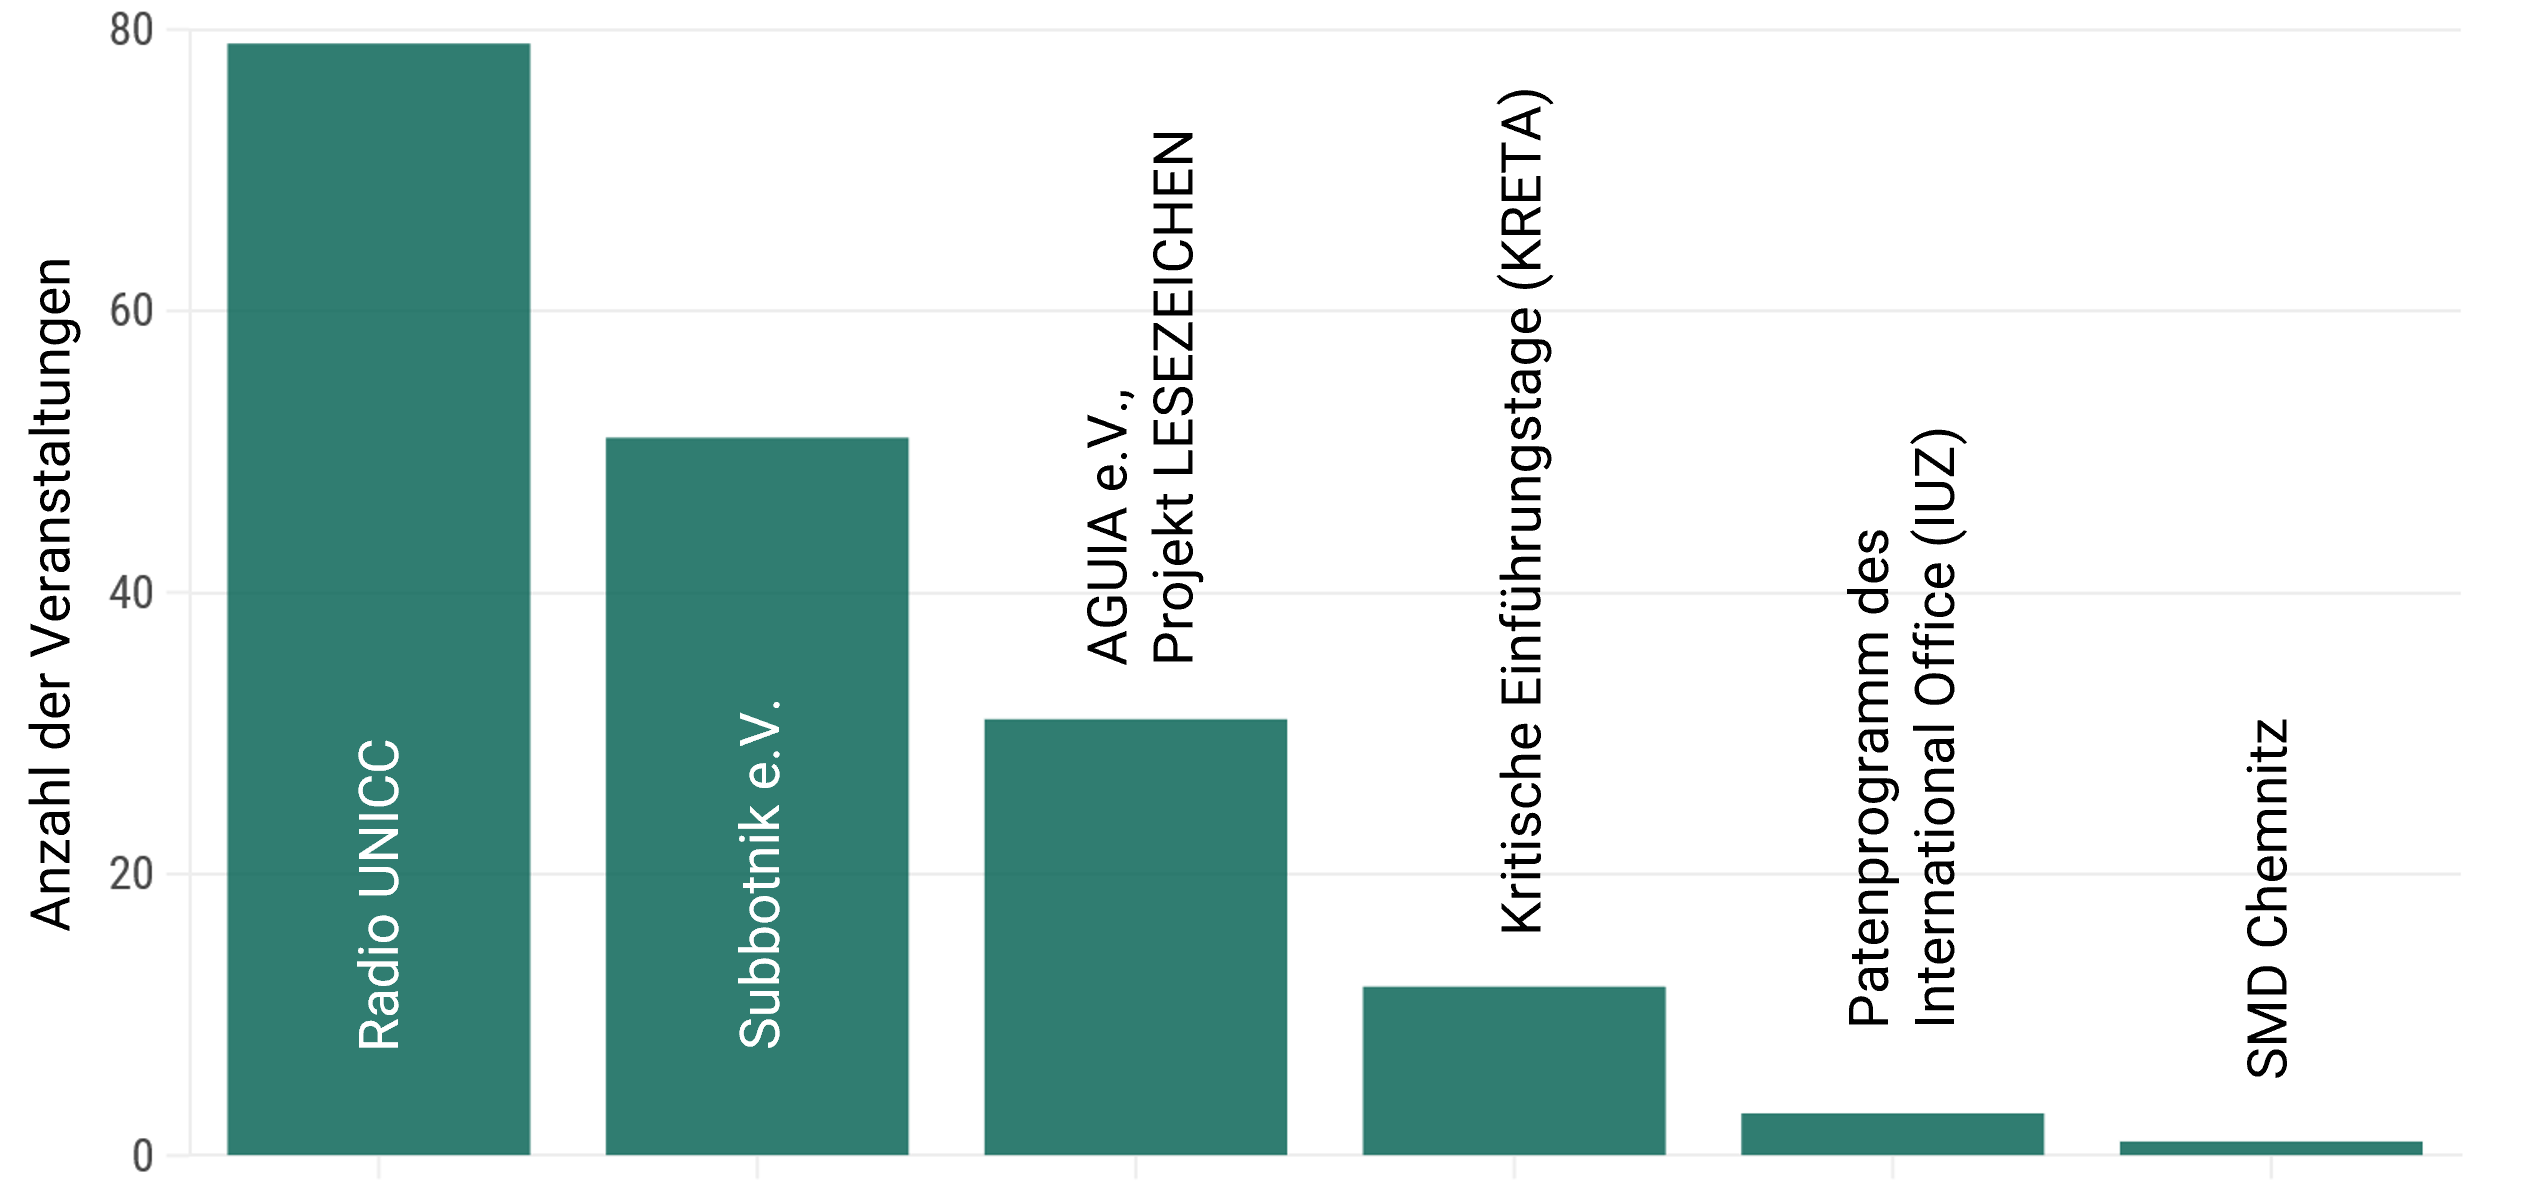 Anzahl der Veranstaltungen
80
60
40
20
0
Radio UNICC
Subbotnik e.V.
AGUIA e.V.,
Projekt LESEZEICHEN
Kritische Einführungstage (KRETA)
Patenprogramm des
International Office (IUZ)
SMD Chemnitz